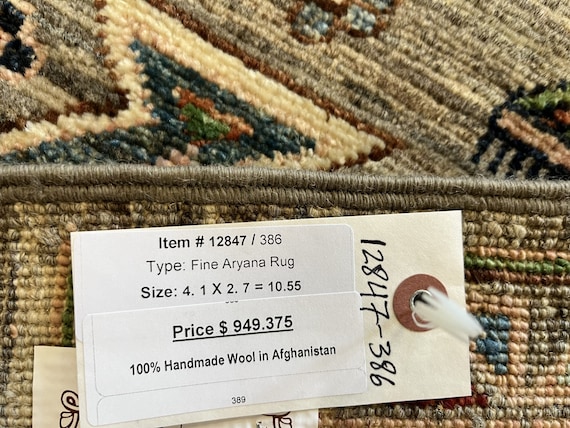 Item # 12847 / 386
Type: Fine Aryana Rug
Size: 4. 1 X 2. 7 = 10.55
Price $ 949.375
100% Handmade Wool in Afghanistan
389
12847-386